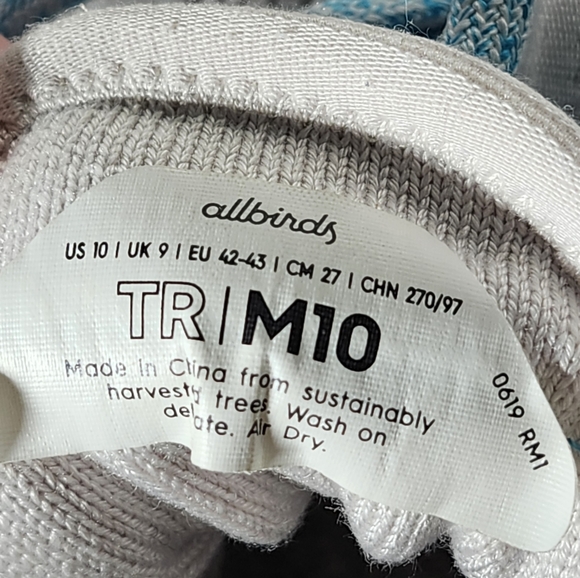 allbirds
US 10 | UK 9 | EU 42-43 | CM 27 | CHN 270/97
TR | M10
Made in China from sustainably
harvest trees. Wash on
delicate. Air Dry.
0619 RM1